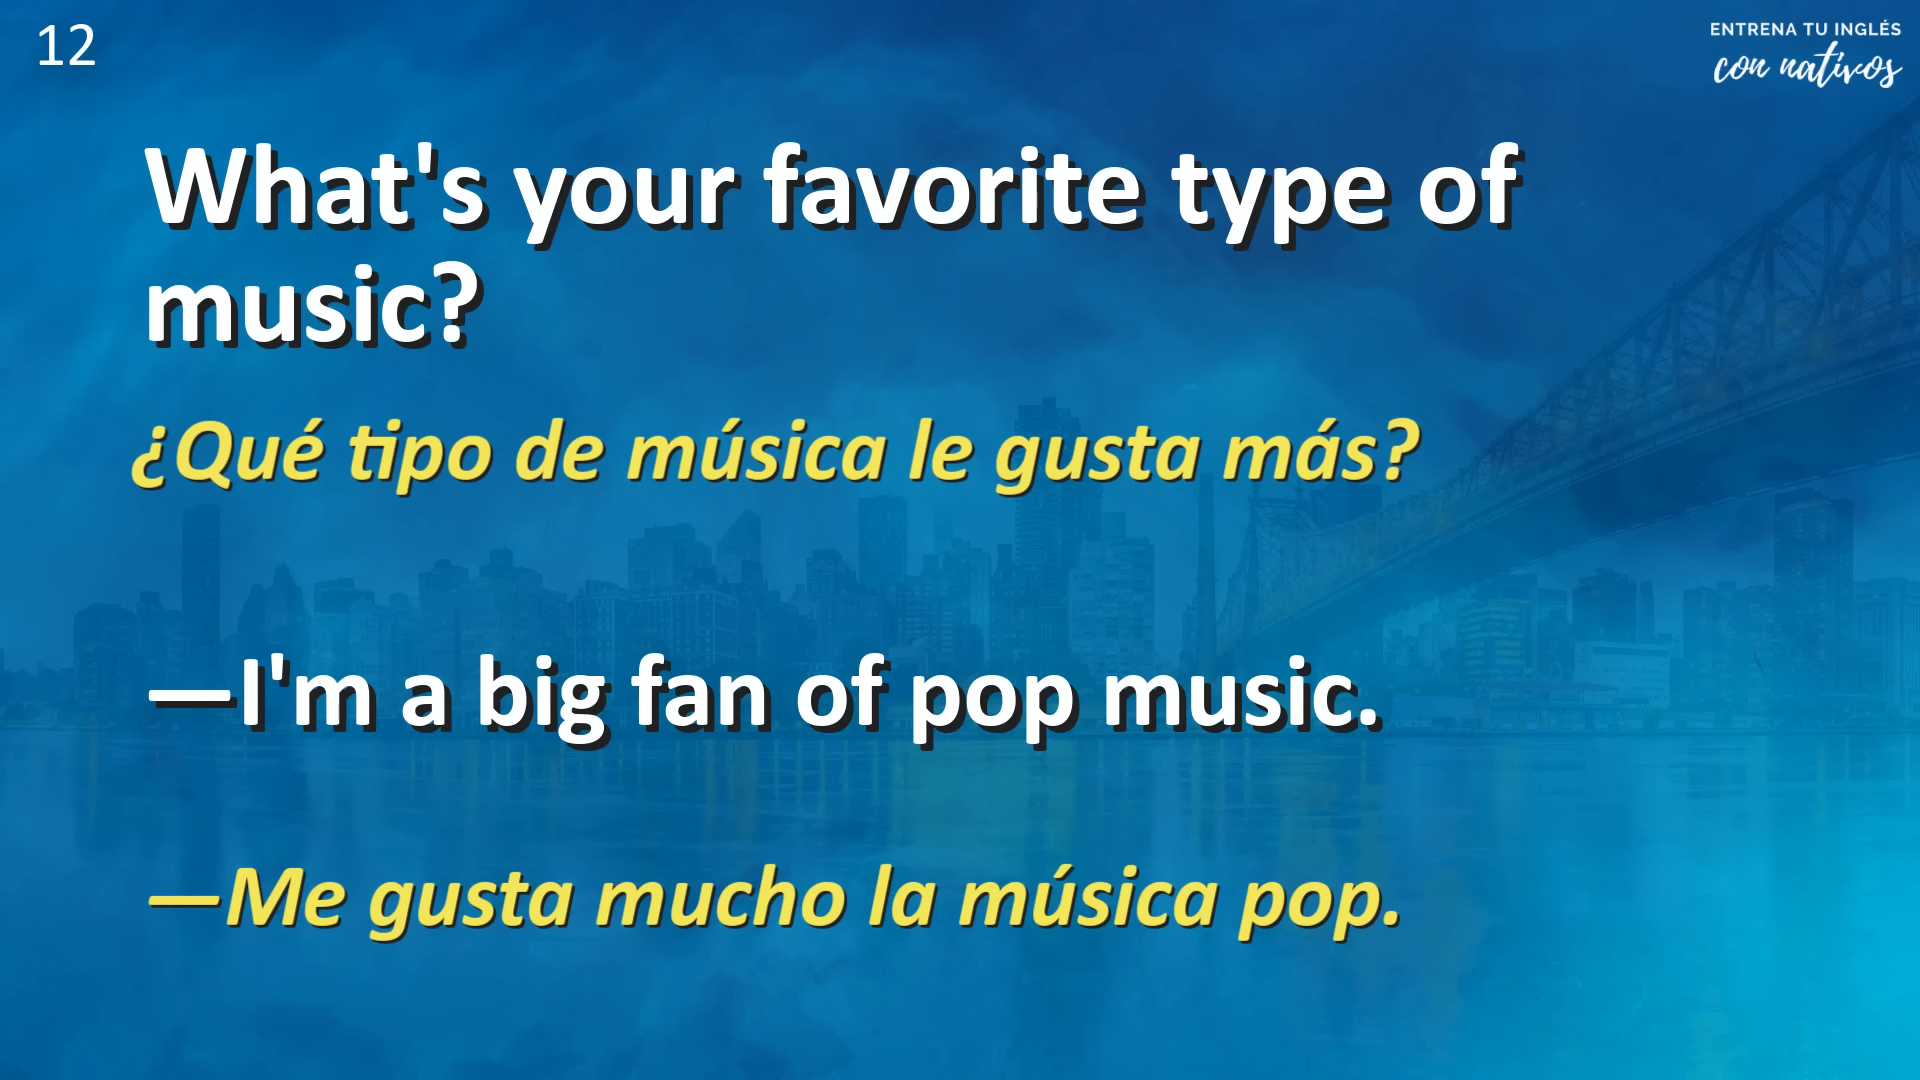 12
ENTRENA TU INGLÉS
con nativos
What's your favorite type of
music?
¿Qué tipo de música le gusta más?
—I'm a big fan of pop music.
—Me gusta mucho la música pop.